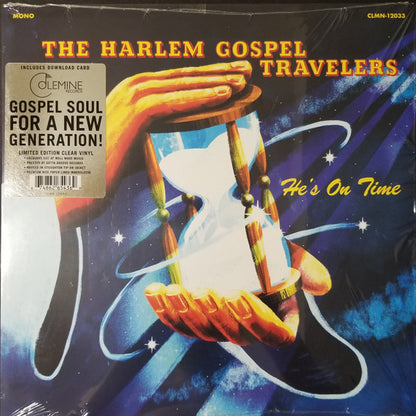 MONO
CLMN-12033
THE HARLEM GOSPEL
TRAVELERS
INCLUDES DOWNLOAD CARD
COLEMINE
RECORDS
GOSPEL SOUL
FOR A NEW
GENERATION!
LIMITED EDITION CLEAR VINYL
He's On Time